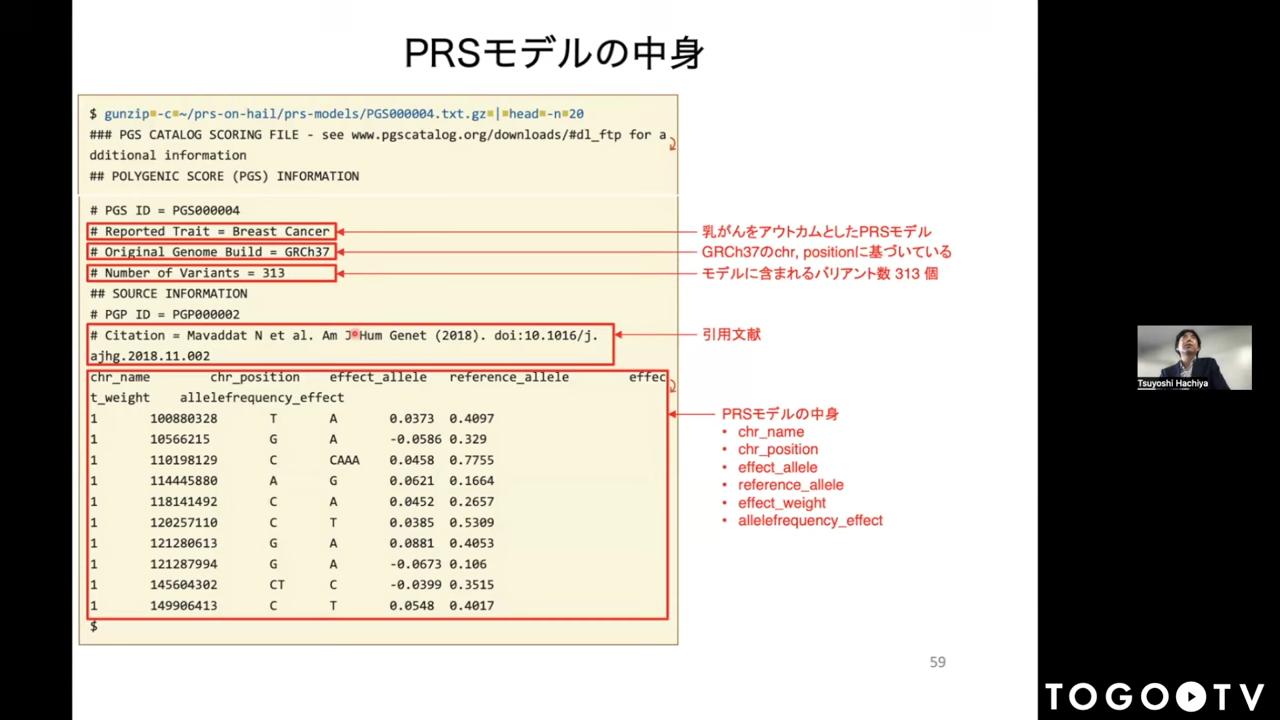 PRSモデルの中身
$ gunzip -c ~/prs-on-hail/prs-models/PGS000004.txt.gz | head -n 20
### PGS CATALOG SCORING FILE - see www.pgscatalog.org/downloads/#dl_ftp for a
dditional information
## POLYGENIC SCORE (PGS) INFORMATION
# PGS ID = PGS000004
# Reported Trait = Breast Cancer
乳がんをアウトカムとしたPRSモデル
# Original Genome Build = GRCh37
GRCh37のchr, positionに基づいている
# Number of Variants = 313
モデルに含まれるバリアント数 313 個
## SOURCE INFORMATION
# PGP ID = PGP000002
# Citation = Mavaddat N et al. Am J Hum Genet (2018). doi:10.1016/j.
ajhg.2018.11.002
引用文献
chr_name chr_position effect_allele reference_allele effec
t_weight allelefrequency_effect
1 100880328 T A 0.0373 0.4097
1 10566215 G A -0.0586 0.329
1 110198129 C CAAA 0.0458 0.7755
1 114445880 A G 0.0621 0.1664
1 118141492 C A 0.0452 0.2657
1 120257110 C T 0.0385 0.5309
1 121280613 G A 0.0881 0.4053
1 121287994 G A -0.0673 0.106
1 145604302 CT C -0.0399 0.3515
1 149906413 C T 0.0548 0.4017
$
PRSモデルの中身
• chr_name
• chr_position
• effect_allele
• reference_allele
• effect_weight
• allelefrequency_effect
59
Tsuyoshi Hachiya
TOGO TV